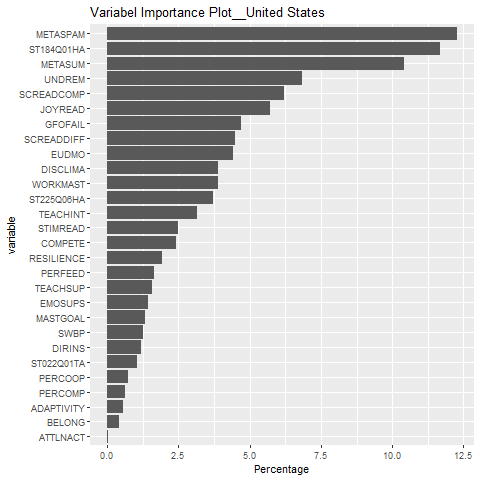 Variabel Importance Plot__United States
variable
METASPAM
ST184Q01HA
METASUM
UNDREM
SCREADCOMP
JOYREAD
GFOFAIL
SCREADDIFF
EUDMO
DISCLIMA
WORKMAST
ST225Q06HA
TEACHINT
STIMREAD
COMPETE
RESILIENCE
PERFEED
TEACHSUP
EMOSUPS
MASTGOAL
SWBP
DIRINS
ST022Q01TA
PERCOOP
PERCOMP
ADAPTIVITY
BELONG
ATTLNACT
0.0 2.5 5.0 7.5 10.0 12.5
Percentage